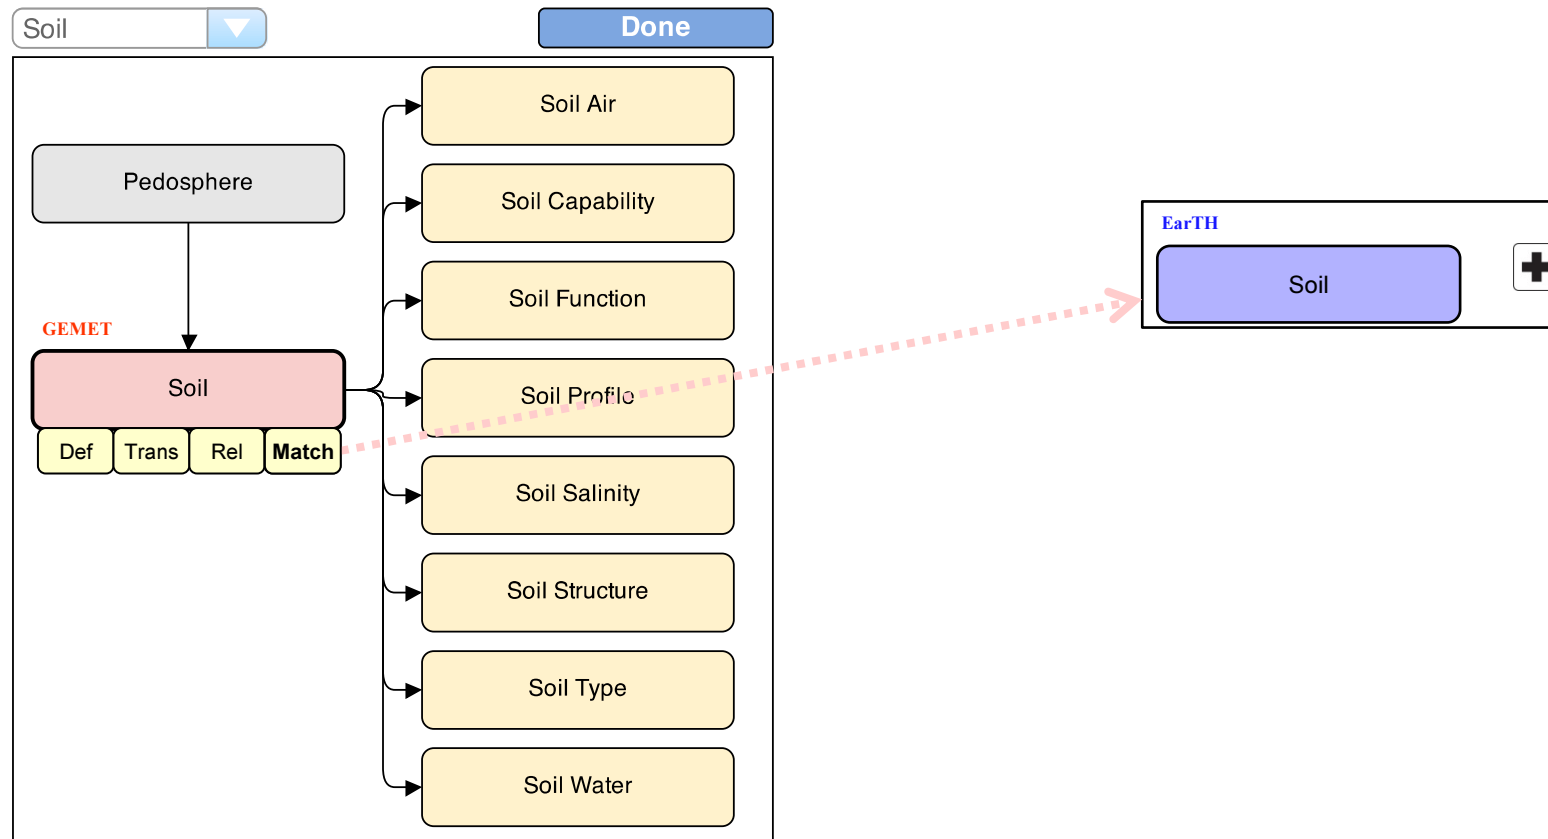 Soil
Done
Soil Air
Pedosphere
Soil Capability
EarTH
Soil
Soil Function
GEMET
Soil
Soil Profile
Def Trans Rel Match
Soil Salinity
Soil Structure
Soil Type
Soil Water